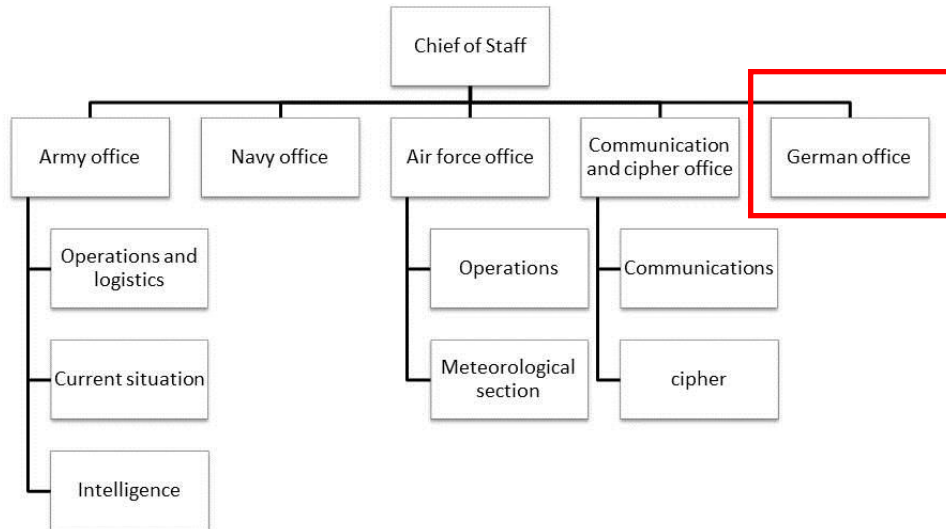 Chief of Staff
Army office
Navy office
Air force office
Communication
and cipher office
German office
Operations and
logistics
Operations
Communications
Current situation
Meteorological
section
cipher
Intelligence